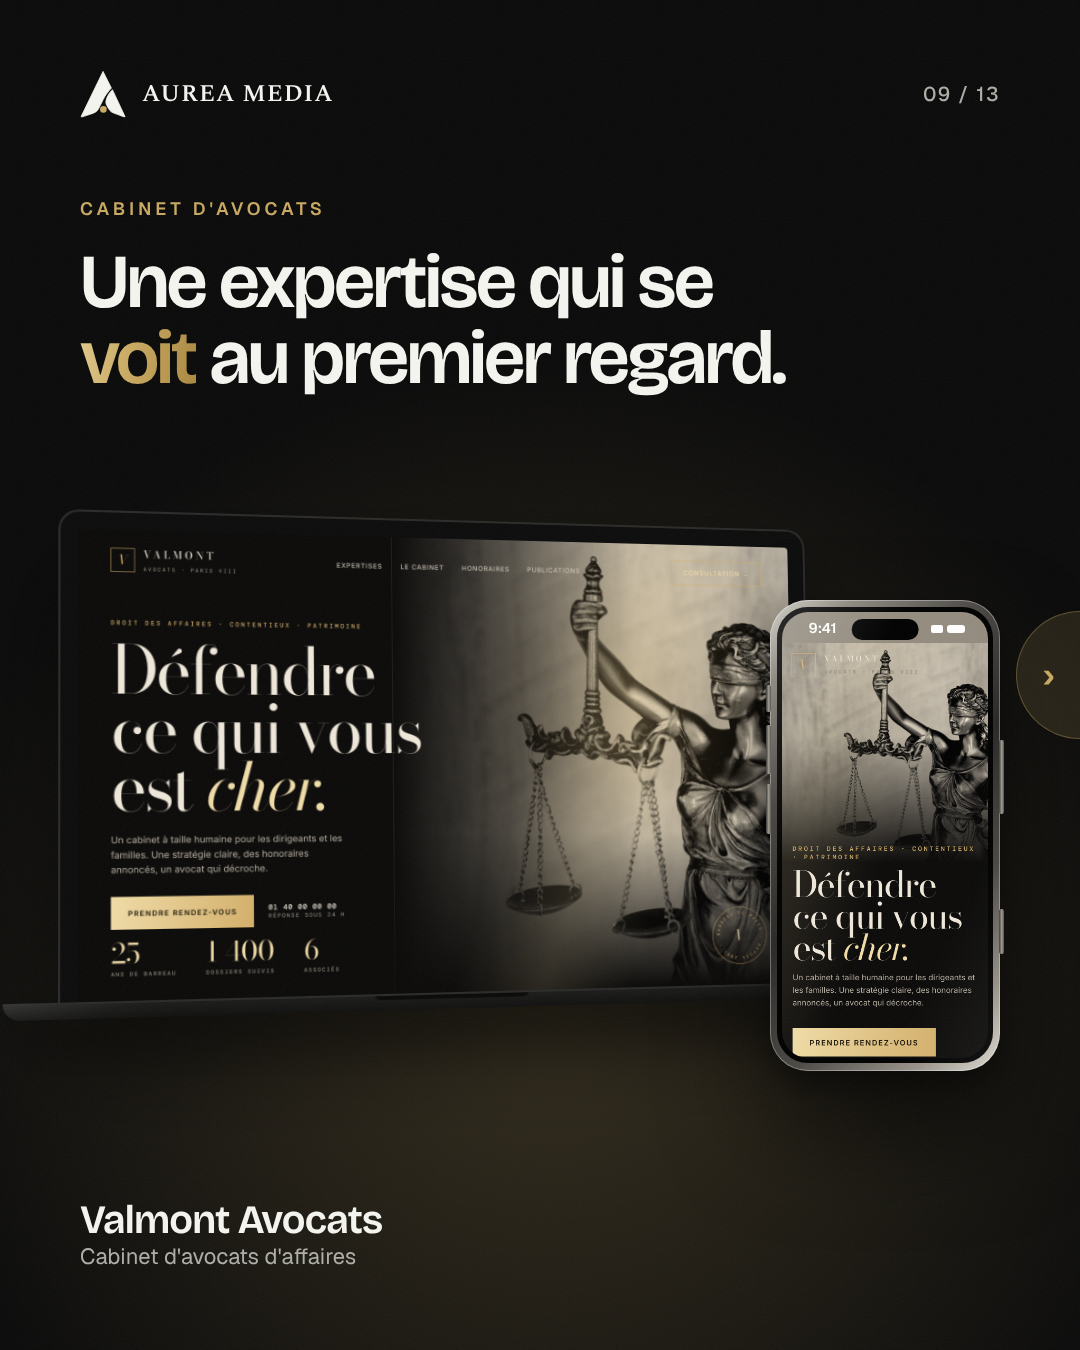 AUREA MEDIA
09 / 13
CABINET D'AVOCATS
Une expertise qui se
voit au premier regard.
V
VALMONT
AVOCATS · PARIS VIII
EXPERTISES
LE CABINET
HONORAIRES
PUBLICATIONS
CONSULTATION
DROIT DES AFFAIRES · CONTENTIEUX · PATRIMOINE
Défendre
ce qui vous
est cher.
Un cabinet à taille humaine pour les dirigeants et les
familles. Une stratégie claire, des honoraires
annoncés, un avocat qui décroche.
PRENDRE RENDEZ-VOUS
01 40 00 00 00
RÉPONSE SOUS 24 H
25
1 400
6
ANS DE BARREAU
DOSSIERS SUIVIS
ASSOCIÉS
V
9:41
V
VALMONT
DROIT DES AFFAIRES · CONTENTIEUX
· PATRIMOINE
Défendre
ce qui vous
est cher.
Un cabinet à taille humaine pour les dirigeants et
les familles. Une stratégie claire, des honoraires
annoncés, un avocat qui décroche.
PRENDRE RENDEZ-VOUS
›
Valmont Avocats
Cabinet d'avocats d'affaires